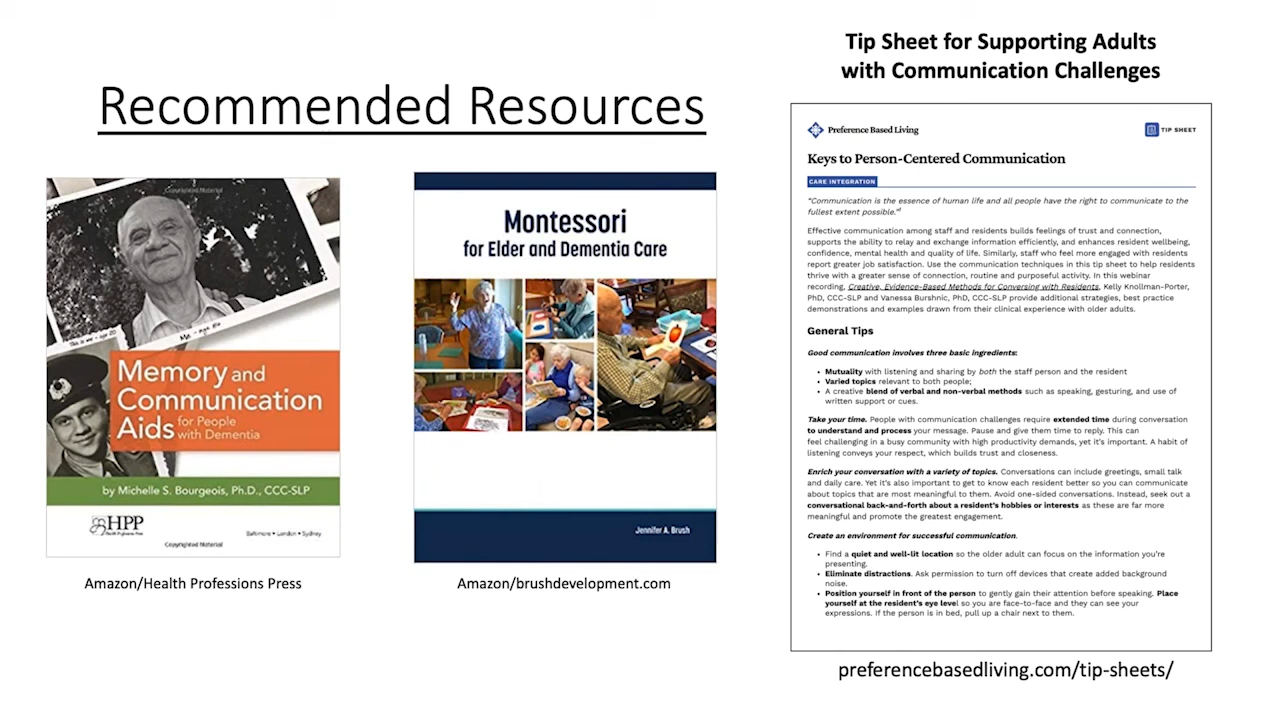 Recommended Resources
Copyrighted Material
This is me - age 20
Me - age 80
Memory and
Communication
Aids for People
with Dementia
by Michelle S. Bourgeois, Ph.D., CCC-SLP
HPP
Health Professions Press
Baltimore • London • Sydney
Copyrighted Material
Amazon/Health Professions Press
Montessori
for Elder and Dementia Care
Jennifer A. Brush
Amazon/brushdevelopment.com
Tip Sheet for Supporting Adults
with Communication Challenges
Preference Based Living
TIP SHEET
Keys to Person-Centered Communication
CARE INTEGRATION
“Communication is the essence of human life and all people have the right to communicate to the
fullest extent possible.”¹
Effective communication among staff and residents builds feelings of trust and connection,
supports the ability to relay and exchange information efficiently, and enhances resident wellbeing,
confidence, mental health and quality of life. Similarly, staff who feel more engaged with residents
report greater job satisfaction. Use the communication techniques in this tip sheet to help residents
thrive with a greater sense of connection, routine and purposeful activity. In this webinar
recording, Creative, Evidence-Based Methods for Conversing with Residents, Kelly Knollman-Porter,
PhD, CCC-SLP and Vanessa Burshnic, PhD, CCC-SLP provide additional strategies, best practice
demonstrations and examples drawn from their clinical experience with older adults.
General Tips
Good communication involves three basic ingredients:
• Mutuality with listening and sharing by both the staff person and the resident
• Varied topics relevant to both people;
• A creative blend of verbal and non-verbal methods such as speaking, gesturing, and use of
written support or cues.
Take your time. People with communication challenges require extended time during conversation
to understand and process your message. Pause and give them time to reply. This can
feel challenging in a busy community with high productivity demands, yet it’s important. A habit of
listening conveys your respect, which builds trust and closeness.
Enrich your conversation with a variety of topics. Conversations can include greetings, small talk
and daily care. Yet it’s also important to get to know each resident better so you can communicate
about topics that are most meaningful to them. Avoid one-sided conversations. Instead, seek out a
conversational back-and-forth about a resident’s hobbies or interests as these are far more
meaningful and promote the greatest engagement.
Create an environment for successful communication.
• Find a quiet and well-lit location so the older adult can focus on the information you’re
presenting.
• Eliminate distractions. Ask permission to turn off devices that create added background
noise.
• Position yourself in front of the person to gently gain their attention before speaking. Place
yourself at the resident’s eye level so you are face-to-face and they can see your
expressions. If the person is in bed, pull up a chair next to them.
preferencebasedliving.com/tip-sheets/